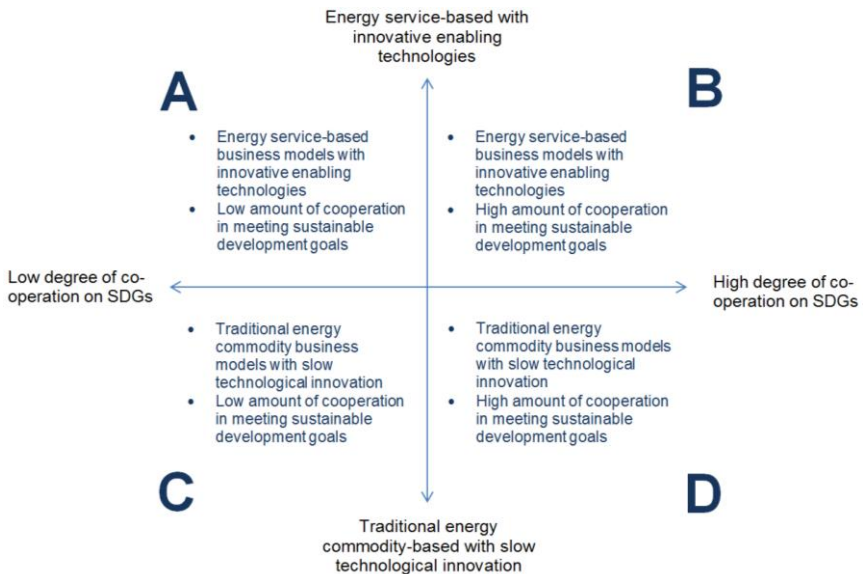 Energy service-based with
innovative enabling
technologies
A
B
• Energy service-based
business models with
innovative enabling
technologies
• Low amount of cooperation
in meeting sustainable
development goals
• Energy service-based
business models with
innovative enabling
technologies
• High amount of cooperation
in meeting sustainable
development goals
Low degree of co-
operation on SDGs
High degree of co-
operation on SDGs
• Traditional energy
commodity business
models with slow
technological innovation
• Low amount of cooperation
in meeting sustainable
development goals
• Traditional energy
commodity business models
with slow technological
innovation
• High amount of cooperation
in meeting sustainable
development goals
C
D
Traditional energy
commodity-based with slow
technological innovation